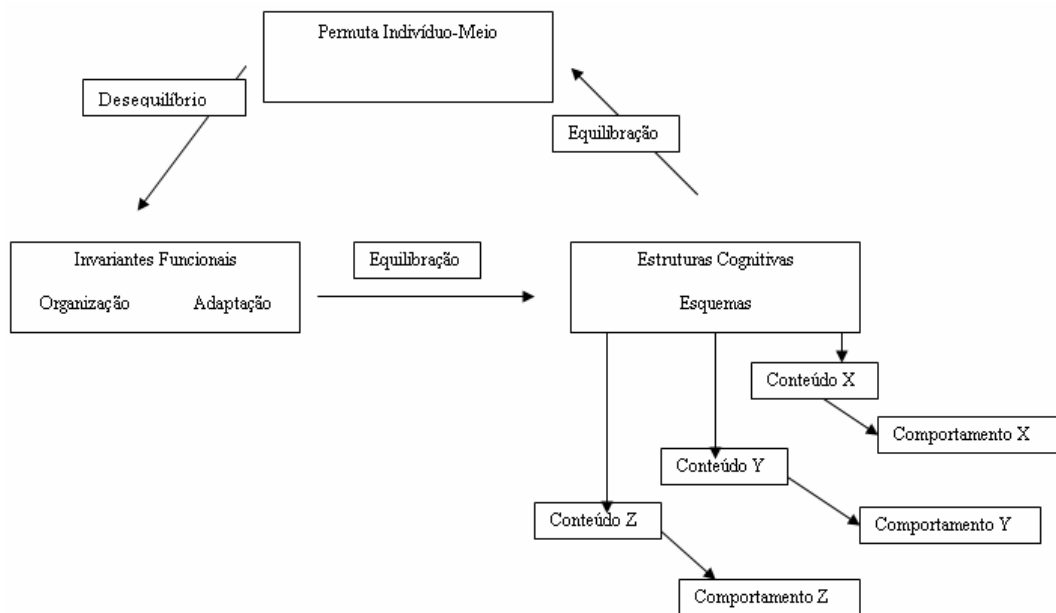 Permuta Indivíduo-Meio
Desequilíbrio
Equilibração
Invariantes Funcionais
Organização Adaptação
Equilibração
Estruturas Cognitivas
Esquemas
Conteúdo X
Comportamento X
Conteúdo Y
Comportamento Y
Conteúdo Z
Comportamento Z